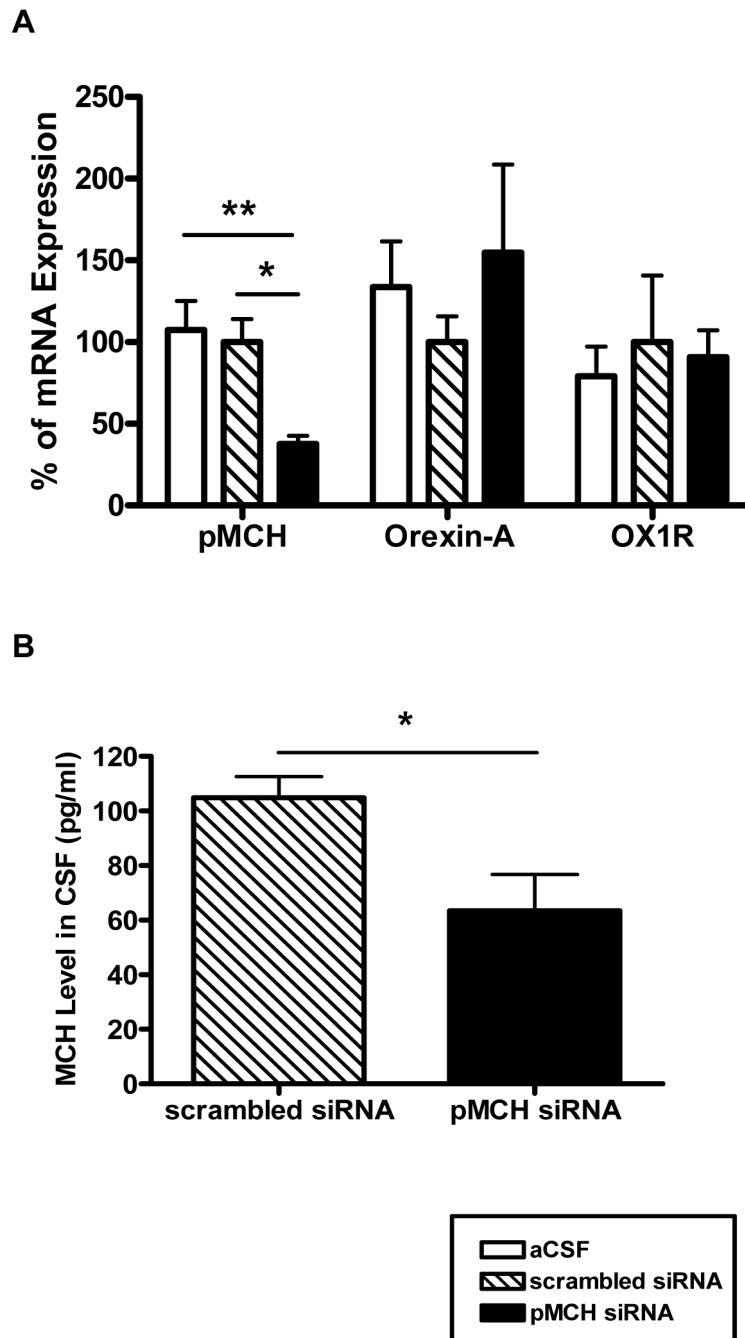 A
% of mRNA Expression
250
200
150
100
50
0
**
*
pMCH Orexin-A OX1R
B
MCH Level in CSF (pg/ml)
120
100
80
60
40
20
0
*
scrambled siRNA pMCH siRNA
aCSF
scrambled siRNA
pMCH siRNA